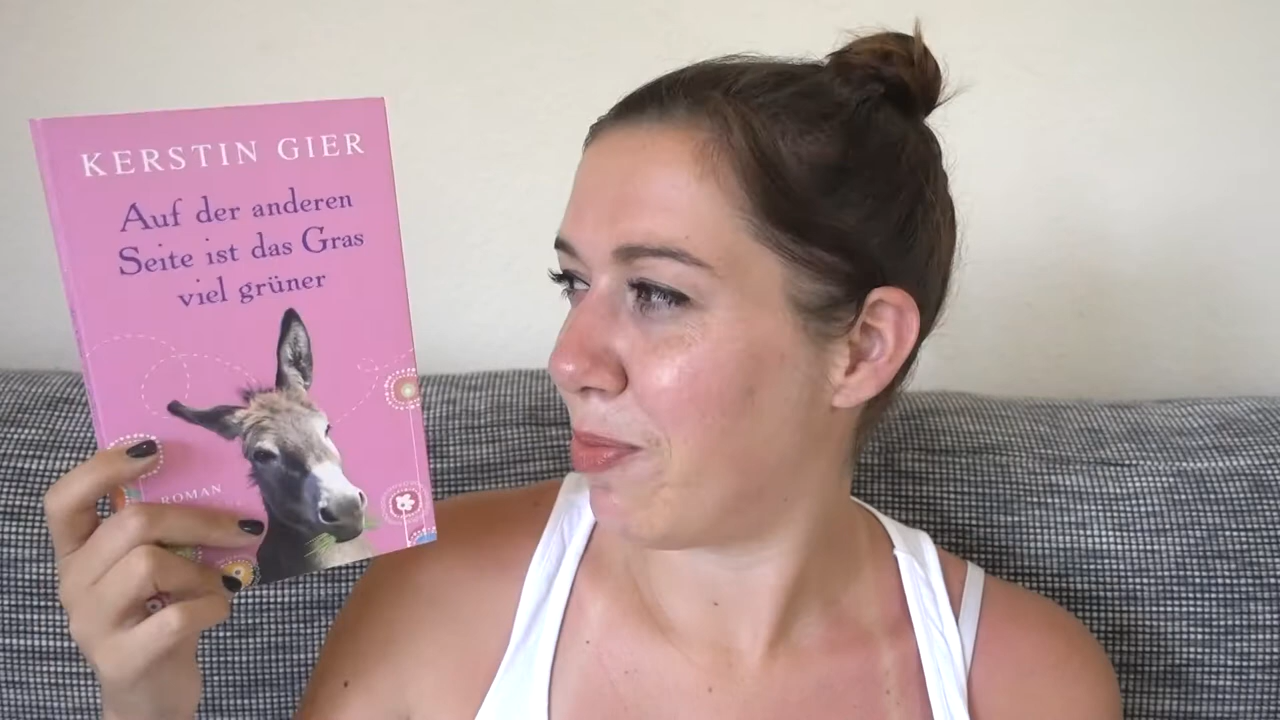 KERSTIN GIER
Auf der anderen
Seite ist das Gras
viel grüner
ROMAN